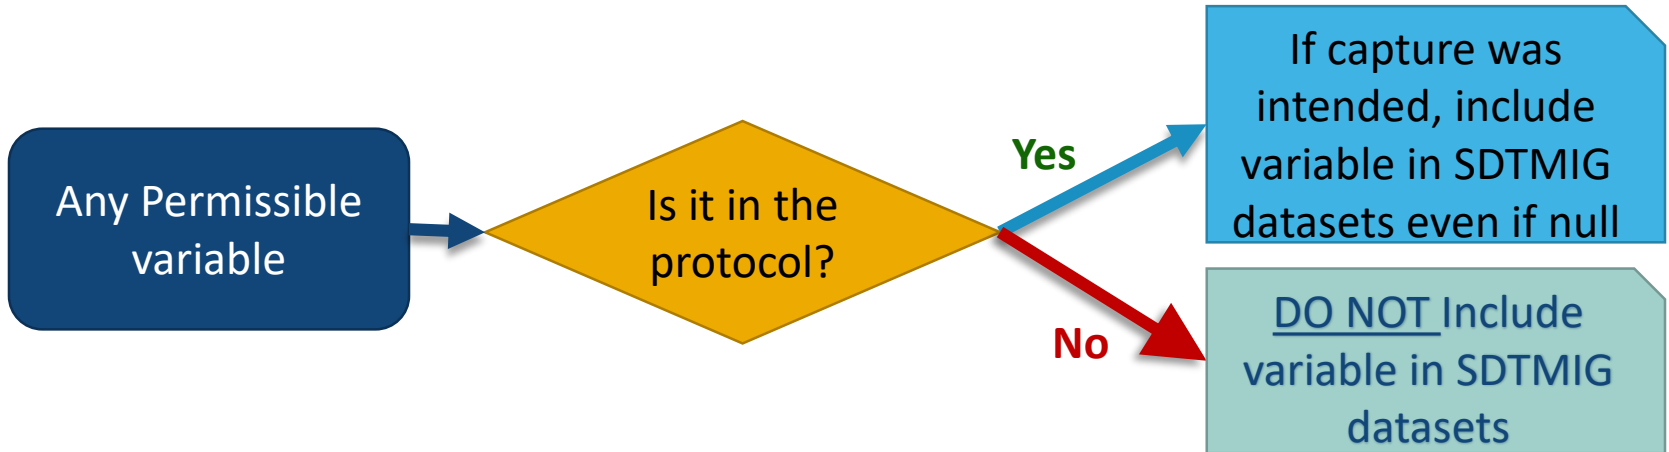 Any Permissible
variable
Is it in the
protocol?
Yes
If capture was
intended, include
variable in SDTMIG
datasets even if null
No
DO NOT Include
variable in SDTMIG
datasets